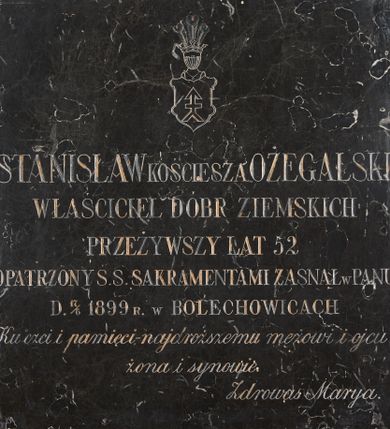 STANISŁAW KOŚCIESZA OŻEGALSKI
WŁAŚCICIEL DÓBR ZIEMSKICH
PRZEŻYWSZY LAT 52
OPATRZONY S.S. SAKRAMENTAMI ZASNĄŁ w PANU
D. 1899 R. W BOLECHOWICACH
Ku czci i pamięci-najdroższemu mężowi i ojcu
żona i synowie.
Zdrowaś Marya.